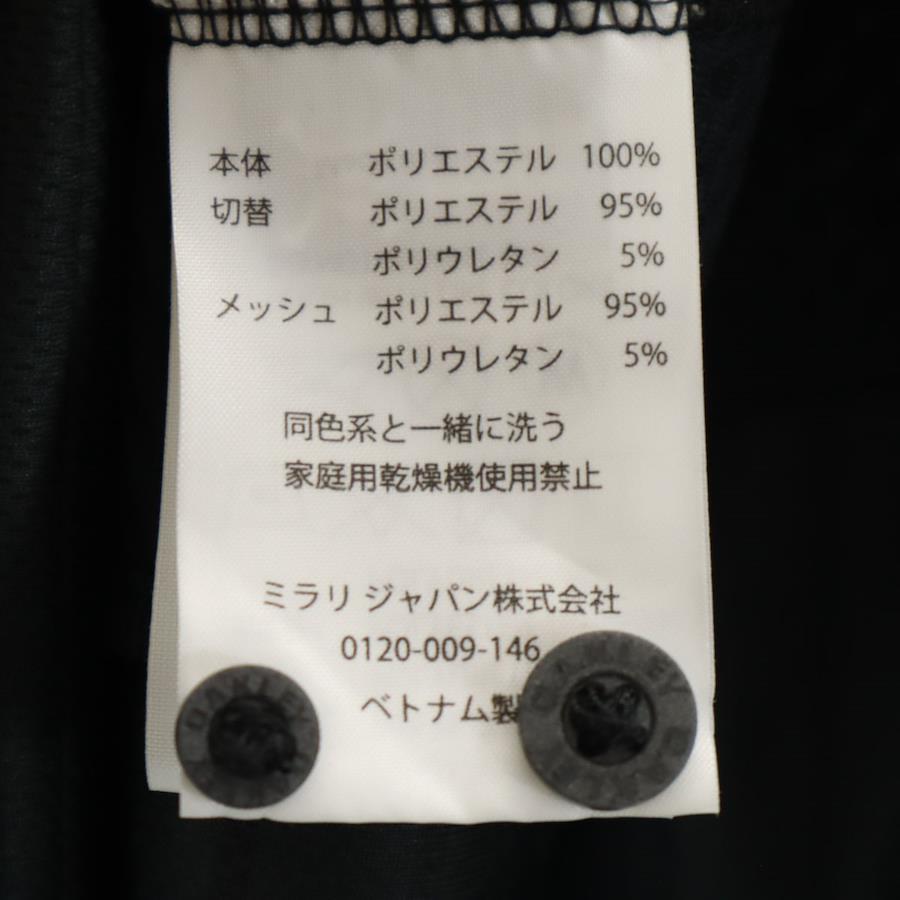 本体 ポリエステル 100%
切替 ポリエステル 95%
ポリウレタン 5%
メッシュ ポリエステル 95%
ポリウレタン 5%
同色系と一緒に洗う
家庭用乾燥機使用禁止
ミラリ ジャパン株式会社
0120-009-146
ベトナム製
OAKLEY
OAKLEY